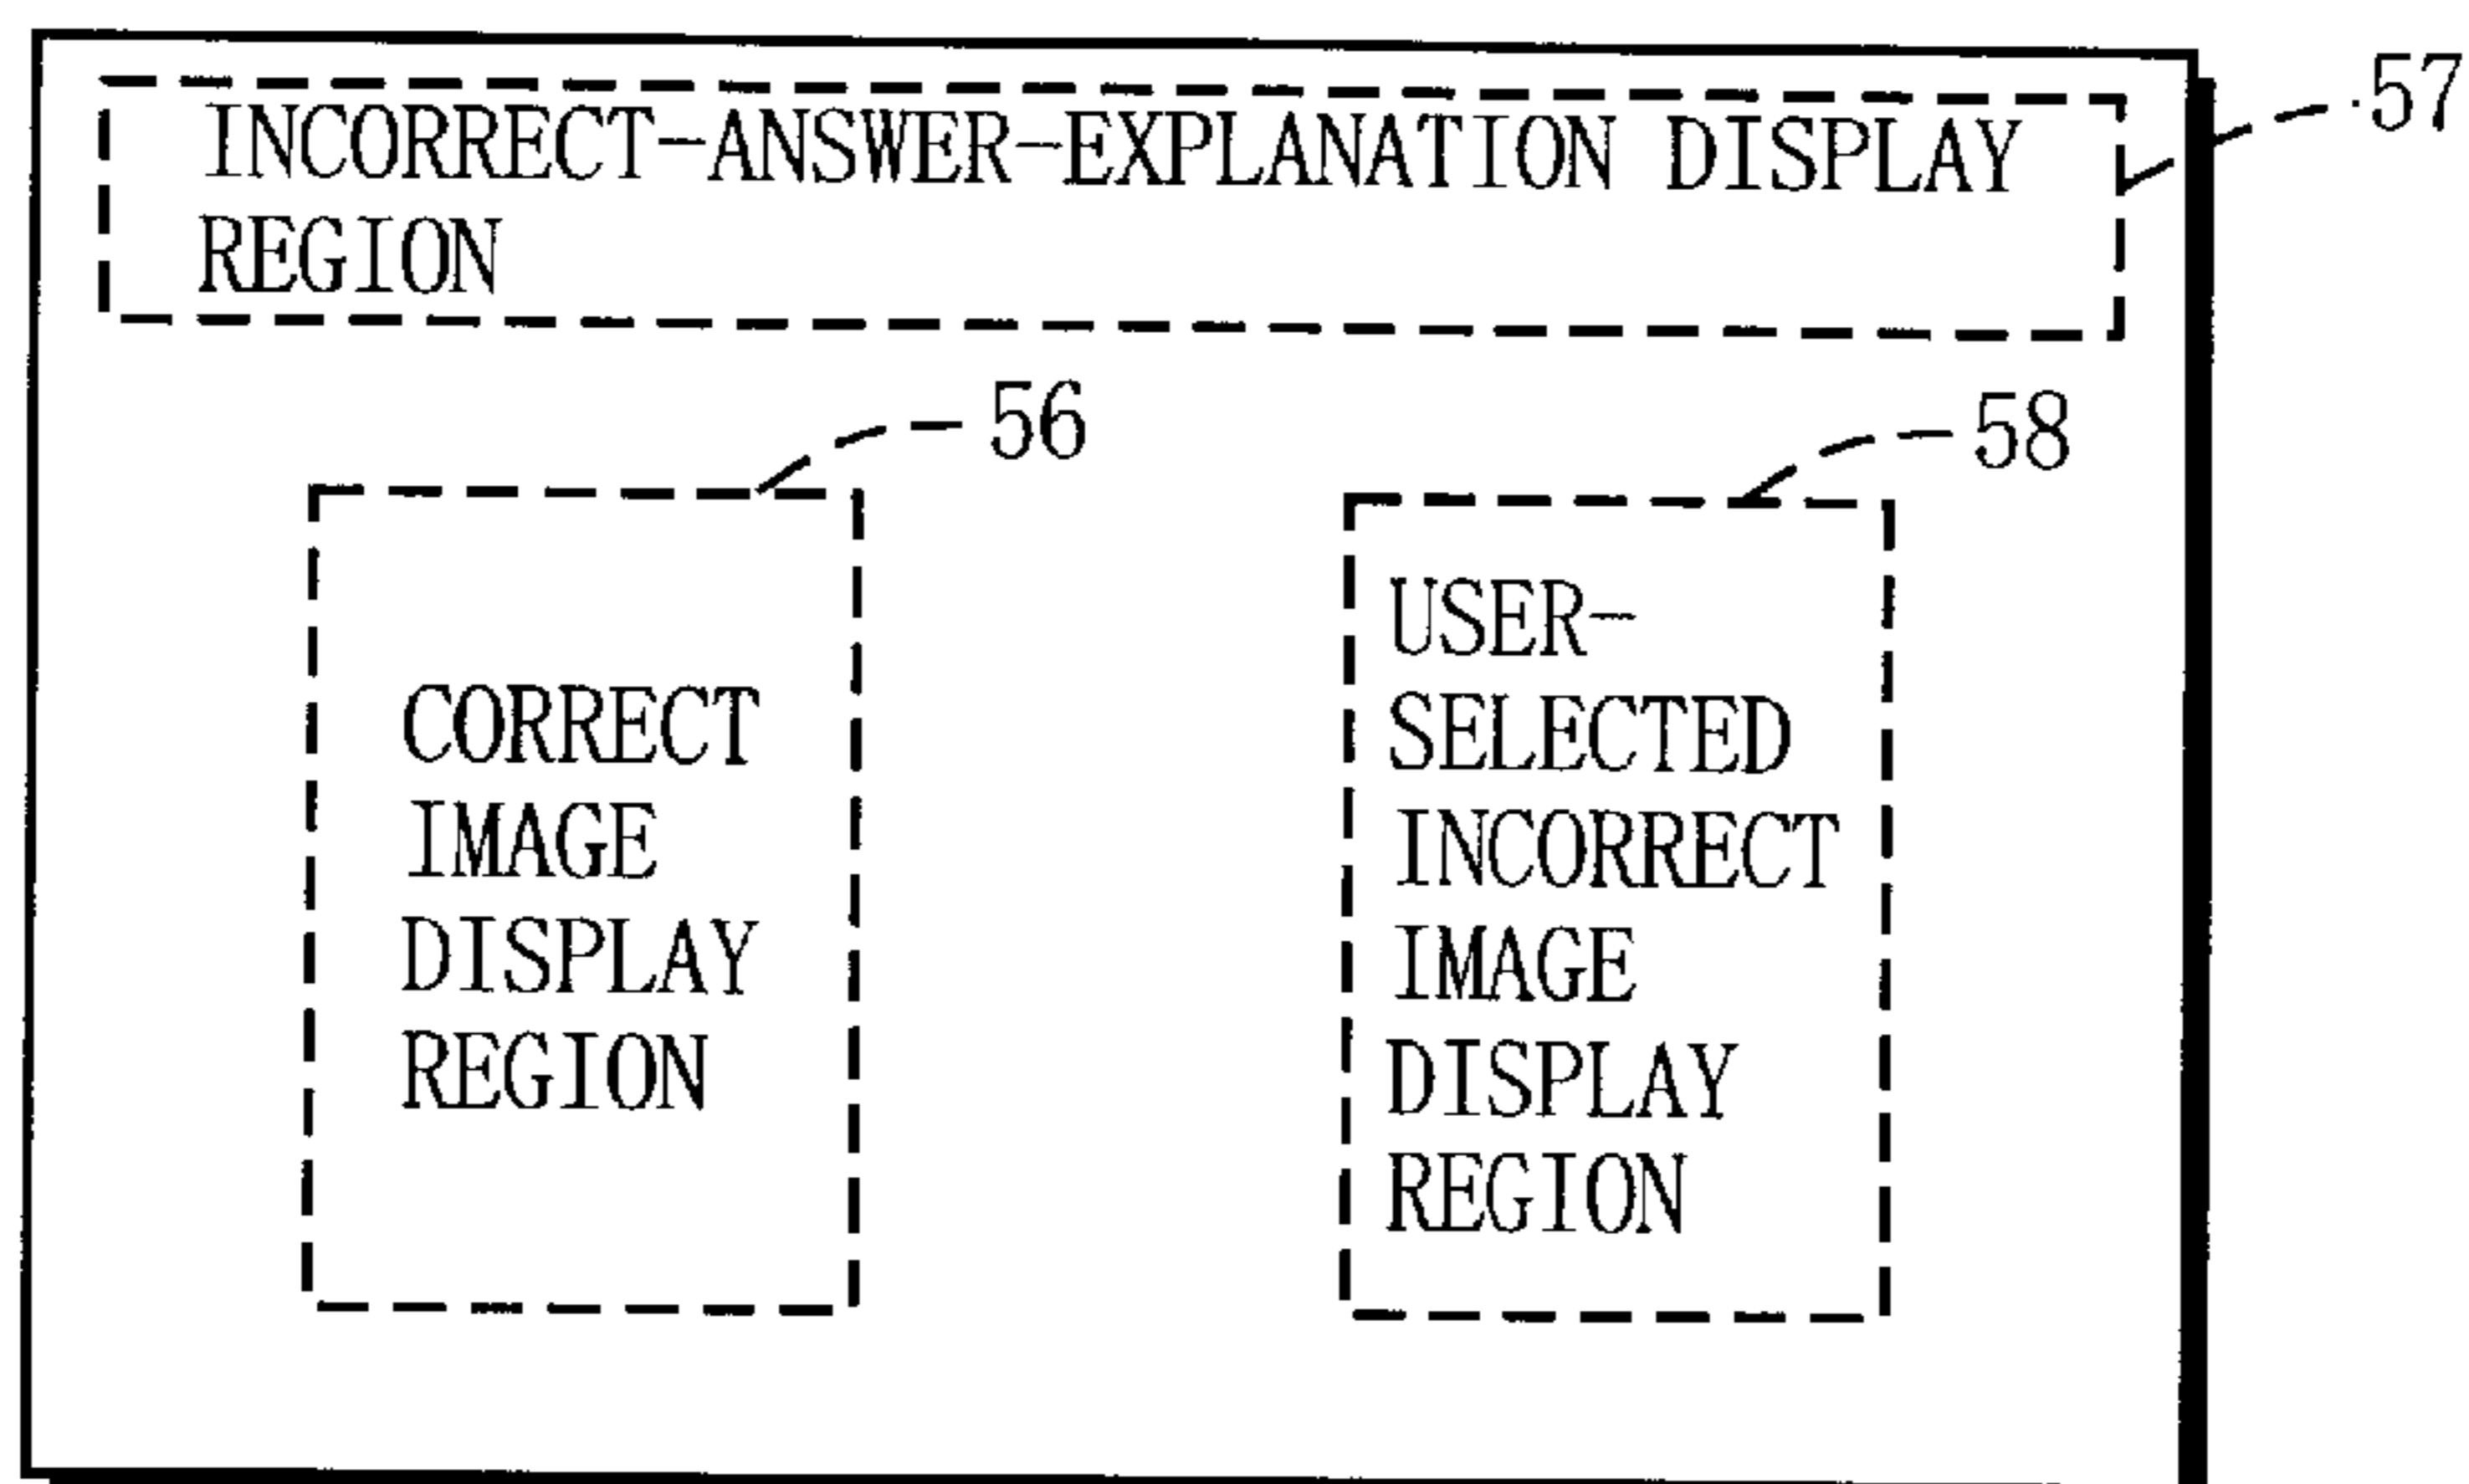 INCORRECT-ANSWER-EXPLANATION DISPLAY
REGION
57
56
CORRECT
IMAGE
DISPLAY
REGION
58
USER-
SELECTED
INCORRECT
IMAGE
DISPLAY
REGION